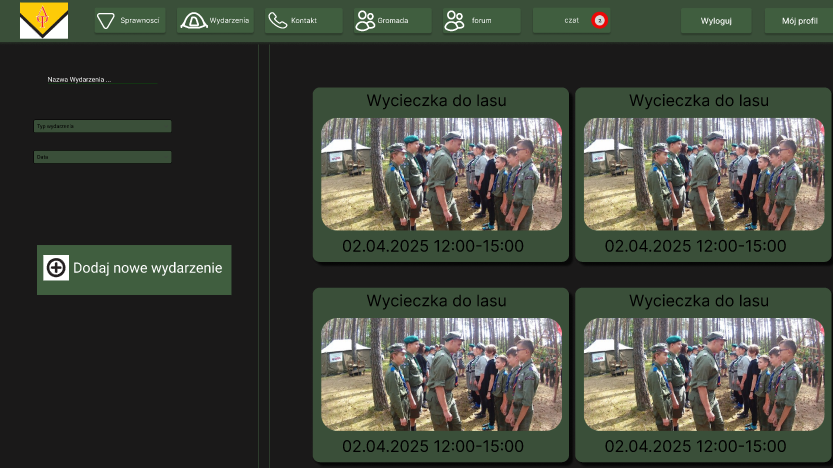 Sprawnosci
Wydarzenia
Kontakt
Gromada
forum
czat
2
Wyloguj
Mój profil
Nazwa Wydarzenia ...
Typ wydarzenia
Data
Dodaj nowe wydarzenie
Wycieczka do lasu
02.04.2025 12:00-15:00
Wycieczka do lasu
02.04.2025 12:00-15:00
Wycieczka do lasu
02.04.2025 12:00-15:00
Wycieczka do lasu
02.04.2025 12:00-15:00